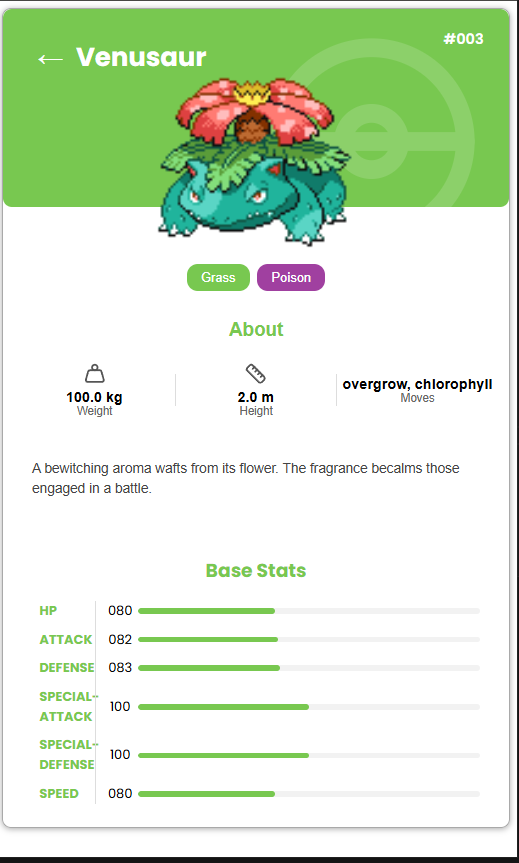 #003
← Venusaur
Grass Poison
About
100.0 kg 2.0 m overgrow, chlorophyll
Weight Height Moves
A bewitching aroma wafts from its flower. The fragrance becalms those
engaged in a battle.
Base Stats
HP 080
ATTACK 082
DEFENSE 083
SPECIAL-
ATTACK 100
SPECIAL-
DEFENSE 100
SPEED 080